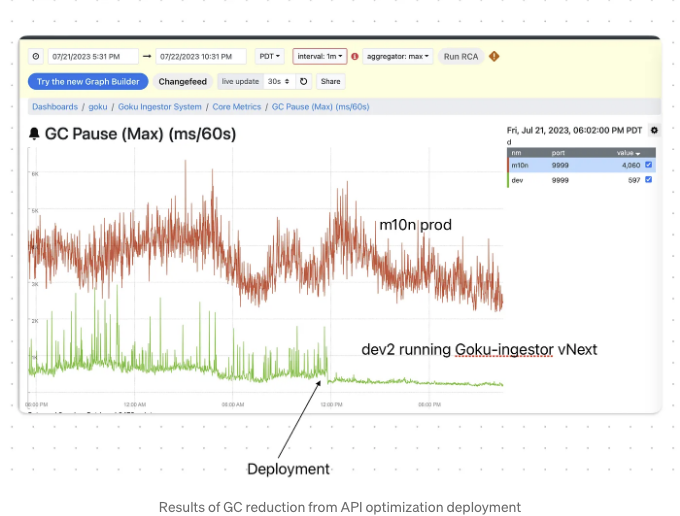 07/21/2023 5:31 PM → 07/22/2023 10:31 PM PDT interval: 1m aggregator: max Run RCA
Try the new Graph Builder Changefeed live update 30s Share
Dashboards / goku / Goku Ingestor System / Core Metrics / GC Pause (Max) (ms/60s)
GC Pause (Max) (ms/60s)
Fri, Jul 21, 2023, 06:02:00 PM PDT
d
nm port value
m10n 9999 4,060
dev 9999 597
6K
5K
3K
2K
m10n prod
dev2 running Goku-ingestor vNext
06:00 PM 12:00 AM 06:00 AM 12:00 PM 06:00 PM
Deployment
Results of GC reduction from API optimization deployment